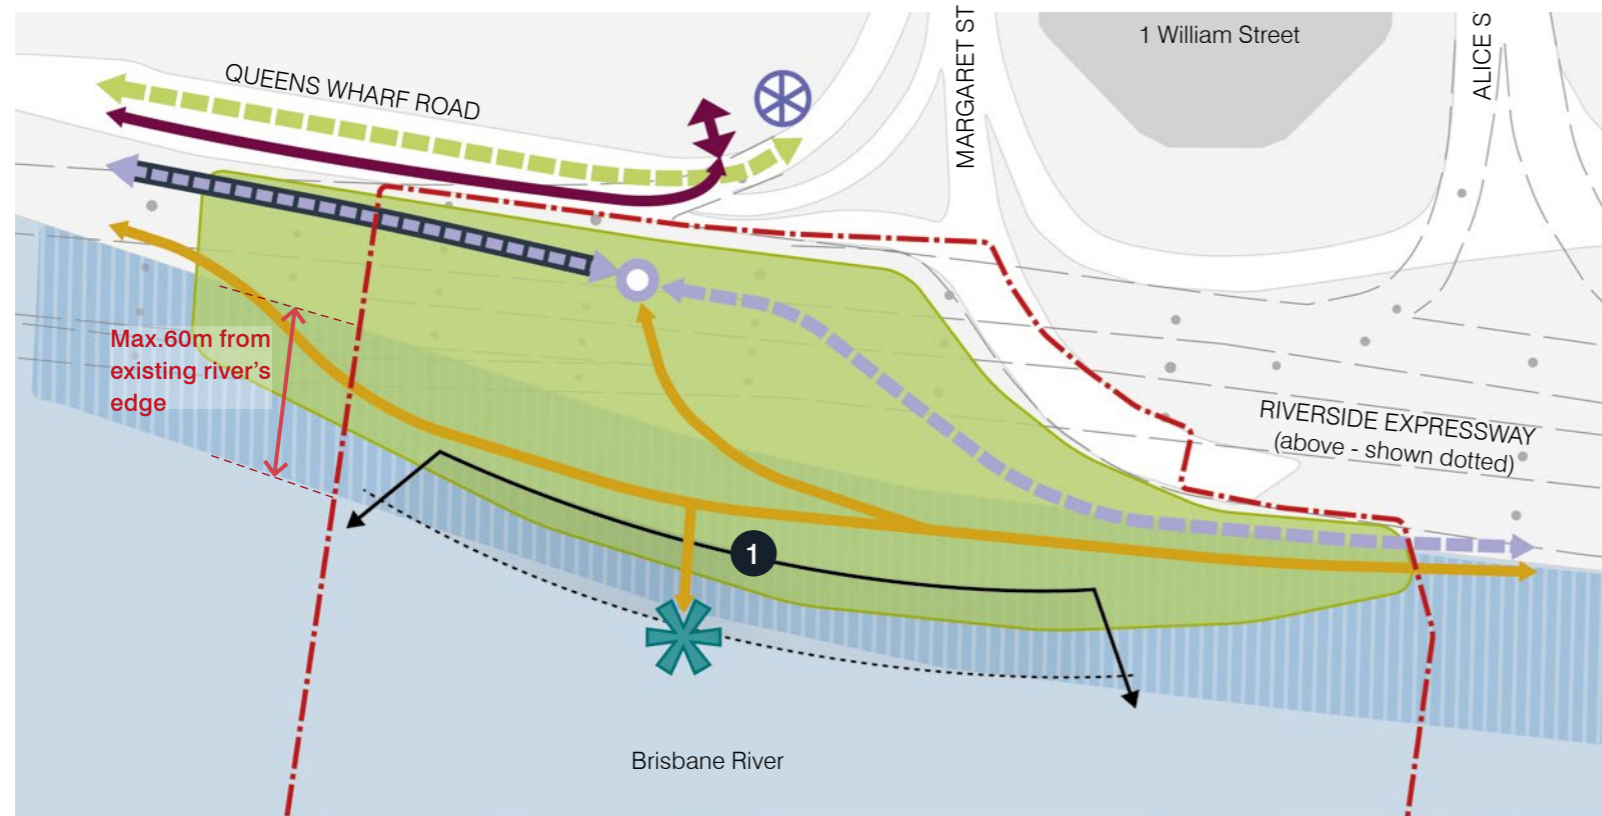 1 William Street
MARGARET ST
ALICE S
QUEENS WHARF ROAD
Max.60m from
existing river's
edge
RIVERSIDE EXPRESSWAY
(above - shown dotted)
1
Brisbane River